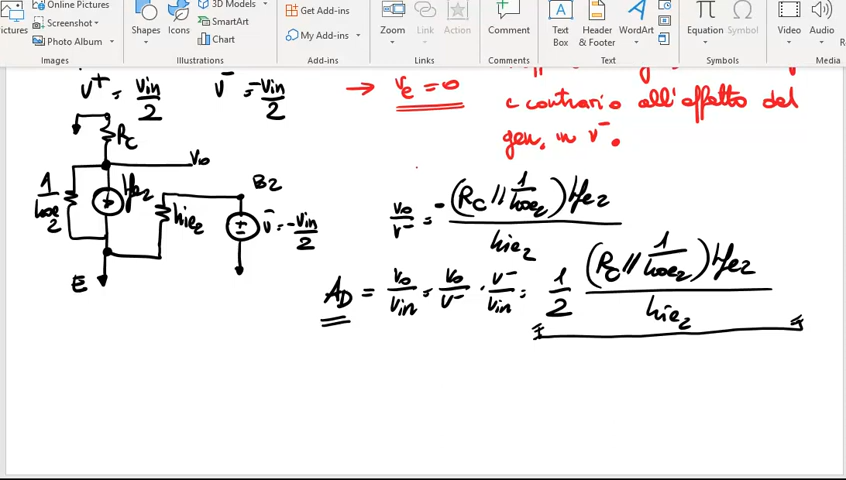 ictures
Online Pictures
Screenshot
Photo Album
Images
Shapes
Icons
3D Models
SmartArt
Chart
Illustrations
Get Add-ins
My Add-ins
Add-ins
Zoom
Link
Action
Links
Comment
Comments
Text Box
Header & Footer
WordArt
Text
Equation
Symbol
Symbols
Video
Audio
Media
v⁺ = vin/2 v⁻ = -vin/2
→ ve = 0
e contrario all'effetto del
gen. in v⁻.
Rc
vo
1/hoe2
hfe2
hie2
B2
v⁻ = -vin/2
E
vo/v⁻ = - (Rc // 1/hoe2) hfe2 / hie2
AD = vo/vin = vo/v⁻ · v⁻/vin = 1/2 (Rc // 1/hoe2) hfe2 / hie2